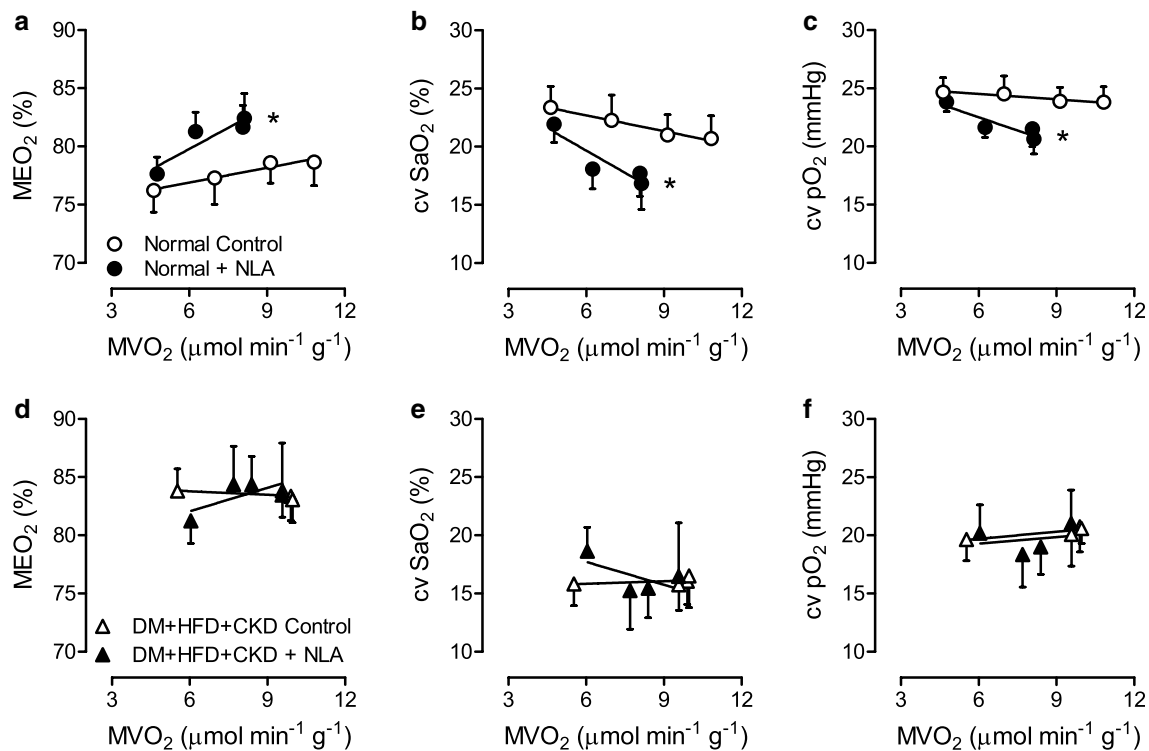 a
90
85
80
75
70
MEO2 (%)
*
Normal Control
Normal + NLA
3 6 9 12
MVO2 (μmol min-1 g-1)
b
30
25
20
15
10
cv SaO2 (%)
*
3 6 9 12
MVO2 (μmol min-1 g-1)
c
30
25
20
15
10
cv pO2 (mmHg)
*
3 6 9 12
MVO2 (μmol min-1 g-1)
d
90
85
80
75
70
MEO2 (%)
DM+HFD+CKD Control
DM+HFD+CKD + NLA
3 6 9 12
MVO2 (μmol min-1 g-1)
e
30
25
20
15
10
cv SaO2 (%)
3 6 9 12
MVO2 (μmol min-1 g-1)
f
30
25
20
15
10
cv pO2 (mmHg)
3 6 9 12
MVO2 (μmol min-1 g-1)